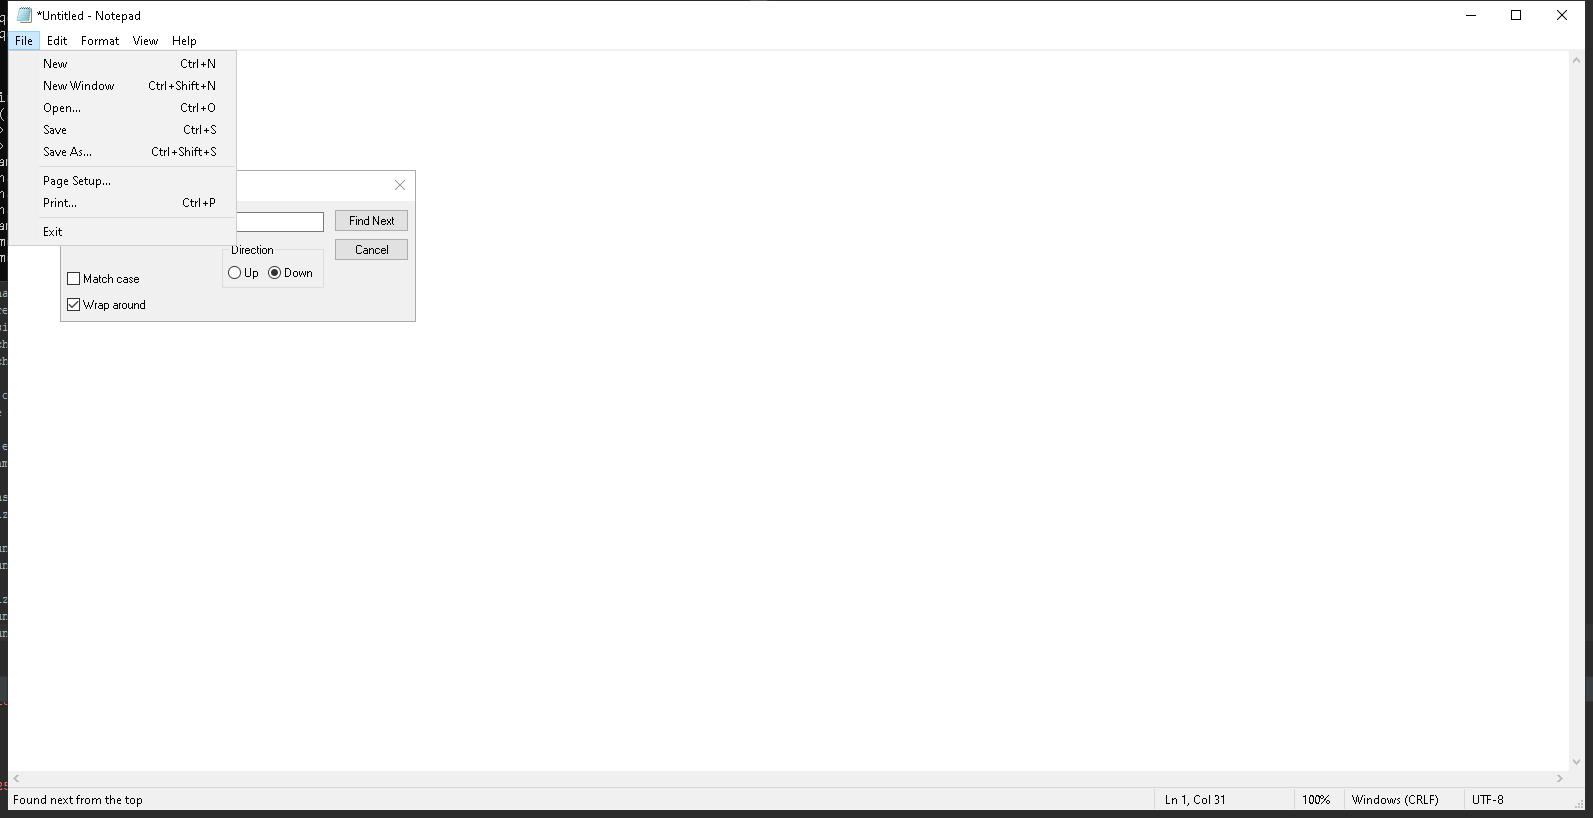 *Untitled - Notepad
File Edit Format View Help
New Ctrl+N
New Window Ctrl+Shift+N
Open... Ctrl+O
Save Ctrl+S
Save As... Ctrl+Shift+S
Page Setup...
Print... Ctrl+P
Exit
Find Next
Cancel
Direction
Up Down
Match case
Wrap around
Found next from the top Ln 1, Col 31 100% Windows (CRLF) UTF-8